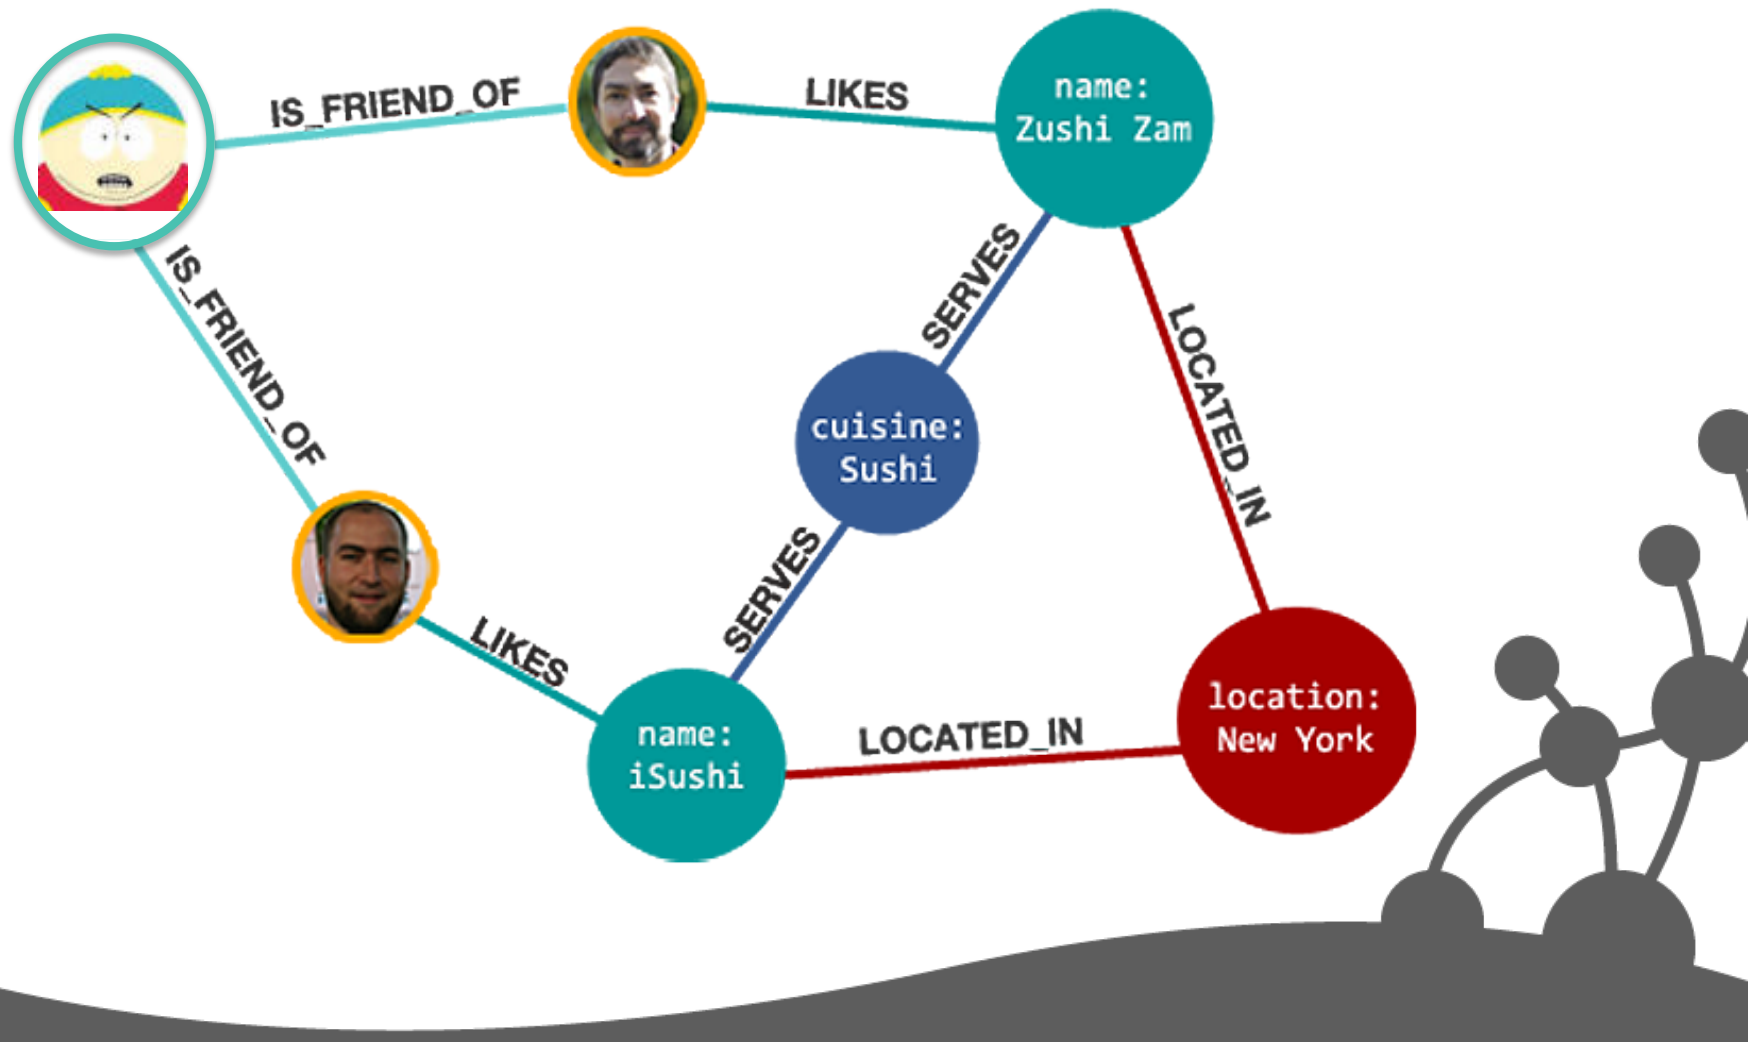 IS_FRIEND_OF
LIKES
name:
Zushi Zam
IS_FRIEND_OF
SERVES
LOCATED_IN
cuisine:
Sushi
SERVES
LIKES
name:
iSushi
LOCATED_IN
location:
New York